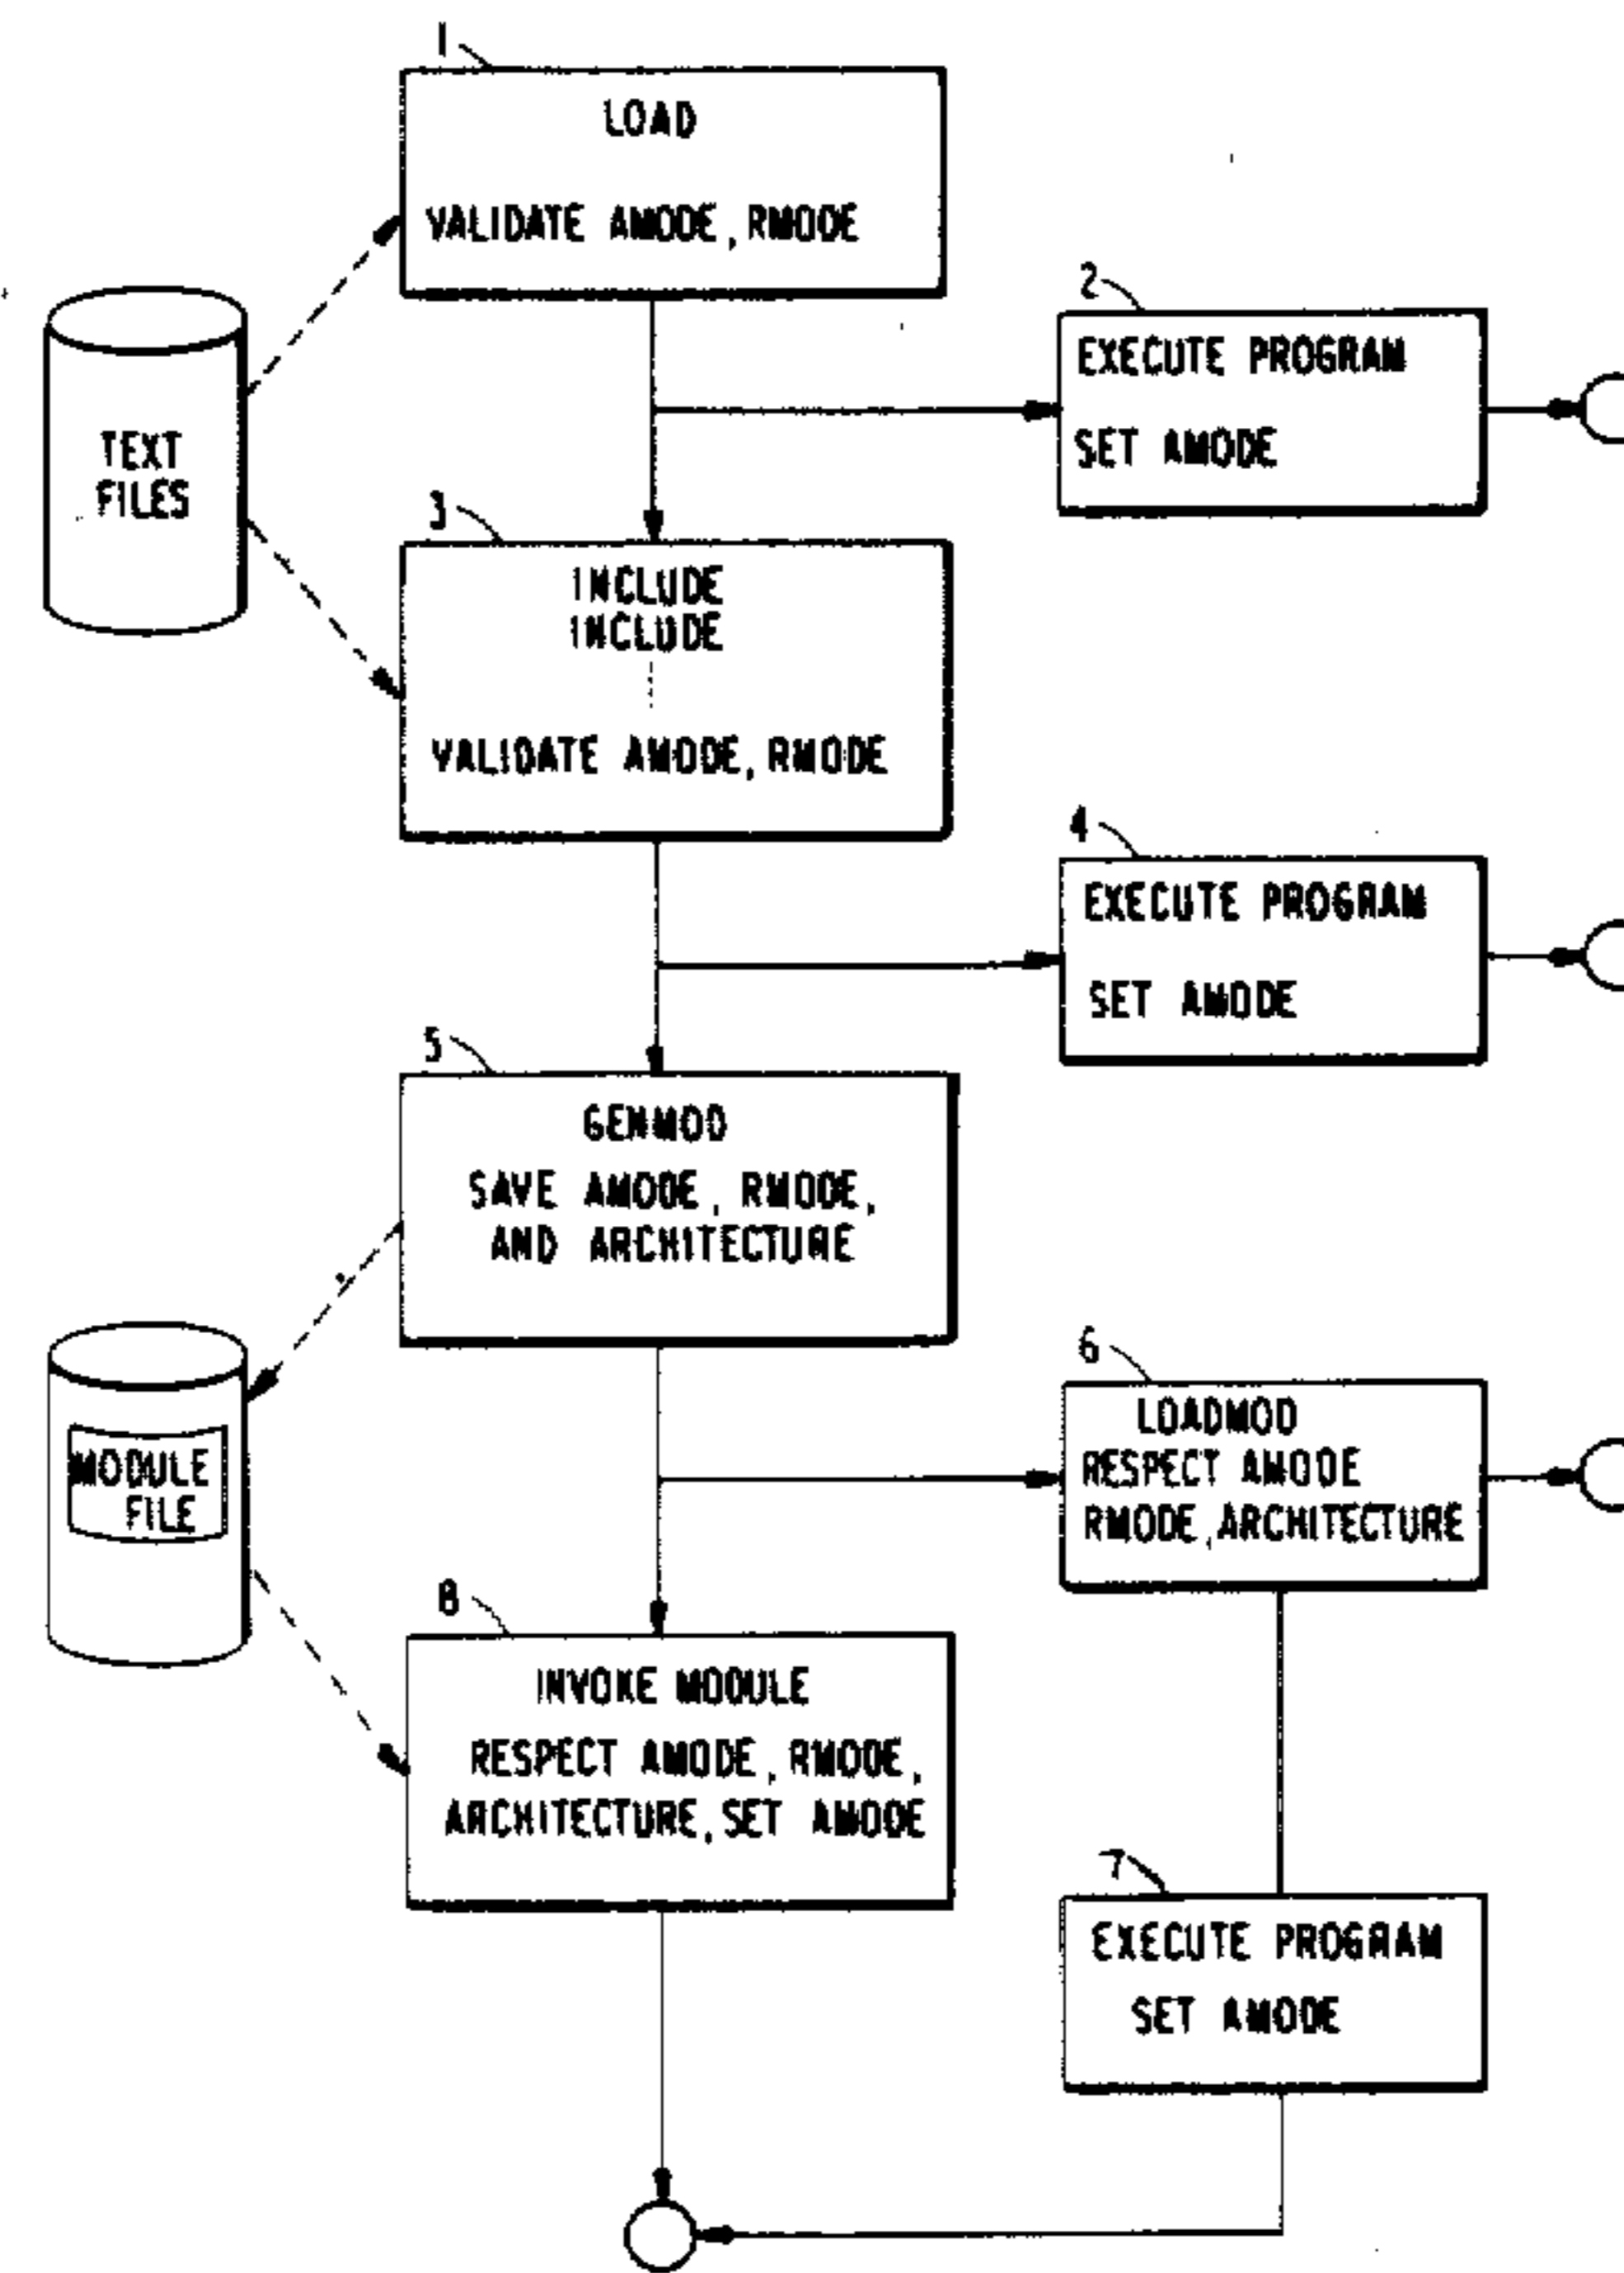 1
LOAD
VALIDATE AMODE, RMODE
2
EXECUTE PROGRAM
SET AMODE
TEXT
FILES
3
INCLUDE
INCLUDE
VALIDATE AMODE, RMODE
4
EXECUTE PROGRAM
SET AMODE
5
GENMOD
SAVE AMODE, RMODE,
AND ARCHITECTURE
MODULE
FILE
6
LOADMOD
RESPECT AMODE
RMODE, ARCHITECTURE
8
INVOKE MODULE
RESPECT AMODE, RMODE,
ARCHITECTURE, SET AMODE
7
EXECUTE PROGRAM
SET AMODE